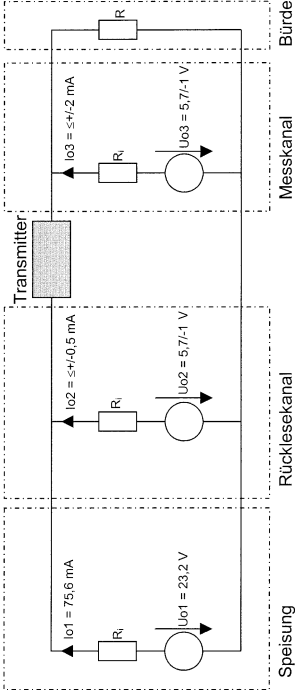 Speisung
Io1 = 75,6 mA
Ri
Uo1 = 23,2 V
Rücklesekanal
Io2 = ≤+/-0,5 mA
Ri
Uo2 = 5,7/-1 V
Transmitter
Messkanal
Io3 = ≤+/-2 mA
Ri
Uo3 = 5,7/-1 V
Bürde
R